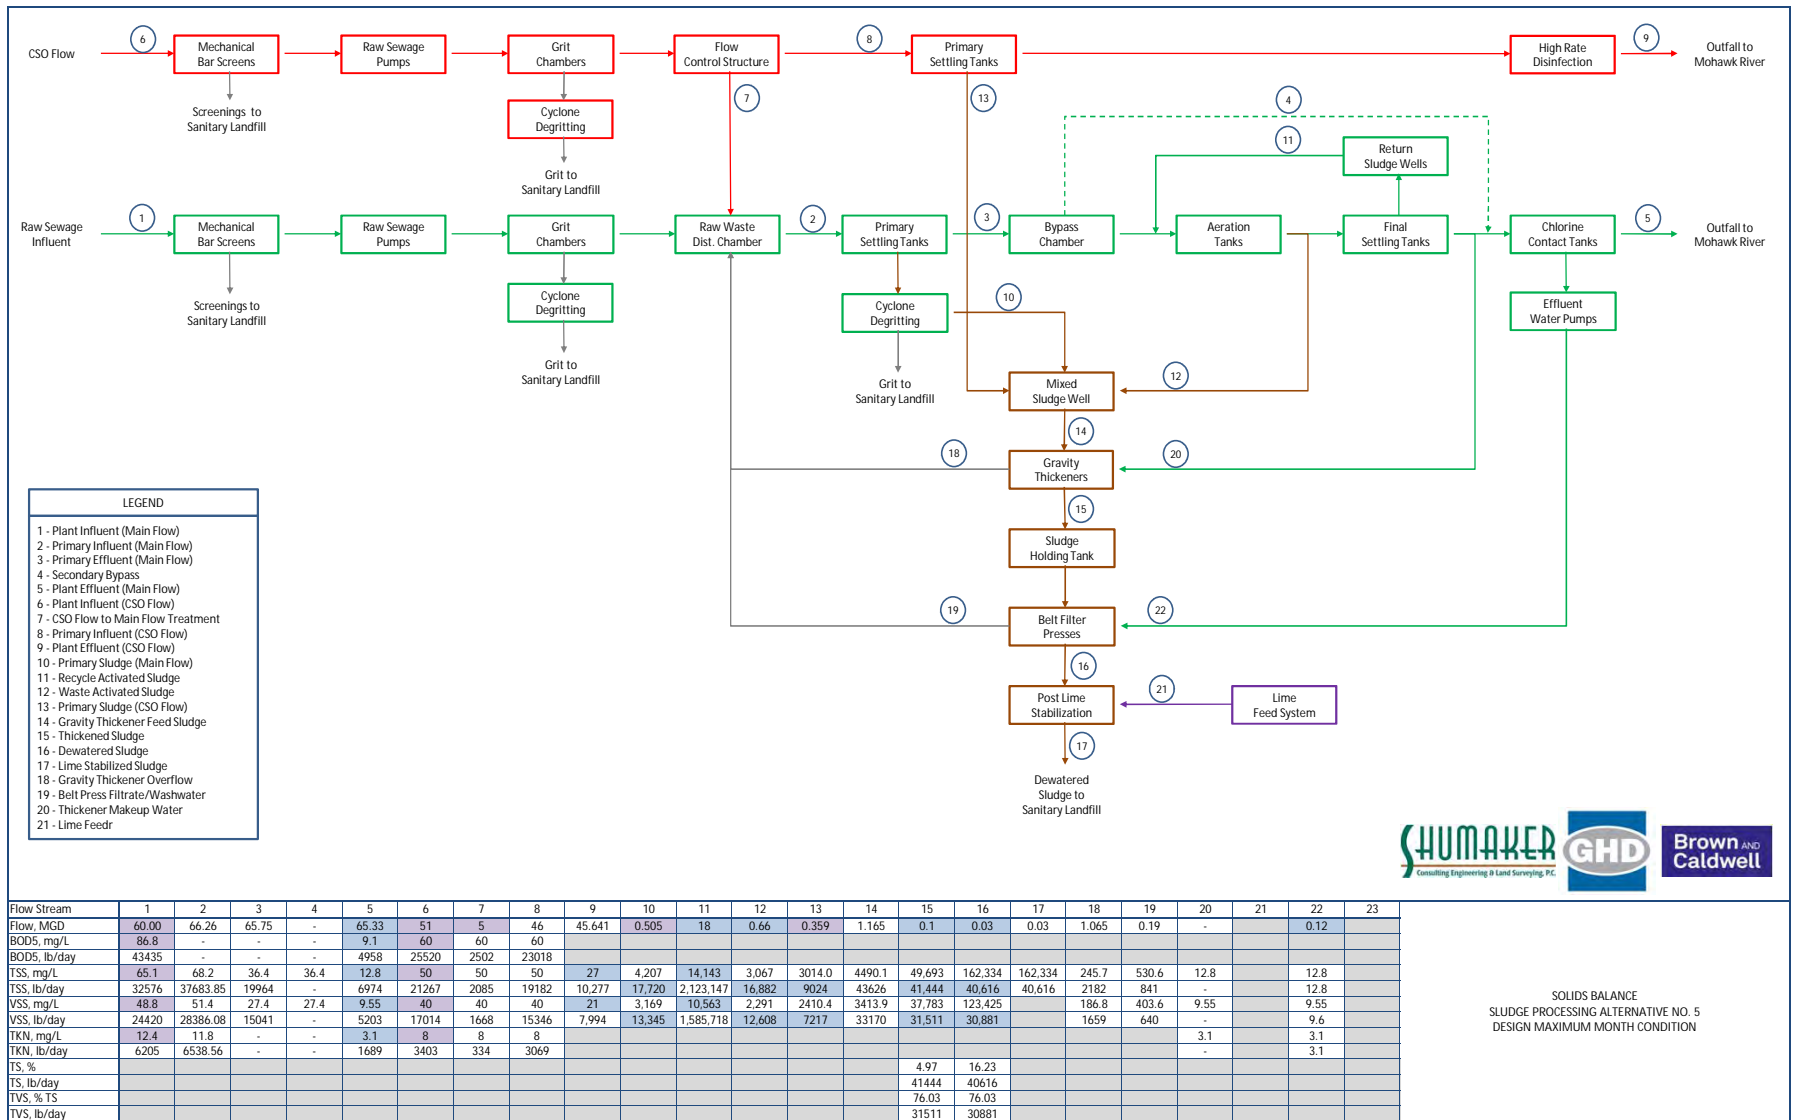 CSO Flow
6
Mechanical
Bar Screens
Raw Sewage
Pumps
Grit
Chambers
Flow
Control Structure
8
Primary
Settling Tanks
High Rate
Disinfection
9
Outfall to
Mohawk River
Screenings to
Sanitary Landfill
Cyclone
Degritting
7
13
4
11
Return
Sludge Wells
Grit to
Sanitary Landfill
Raw Sewage
Influent
1
Mechanical
Bar Screens
Raw Sewage
Pumps
Grit
Chambers
Raw Waste
Dist. Chamber
2
Primary
Settling Tanks
3
Bypass
Chamber
Aeration
Tanks
Final
Settling Tanks
Chlorine
Contact Tanks
5
Outfall to
Mohawk River
Screenings to
Sanitary Landfill
Cyclone
Degritting
Cyclone
Degritting
10
Effluent
Water Pumps
Grit to
Sanitary Landfill
Grit to
Sanitary Landfill
Mixed
Sludge Well
12
14
18
Gravity
Thickeners
20
15
Sludge
Holding Tank
19
Belt Filter
Presses
22
16
Post Lime
Stabilization
21
Lime
Feed System
17
Dewatered
Sludge to
Sanitary Landfill
LEGEND
1 - Plant Influent (Main Flow)
2 - Primary Influent (Main Flow)
3 - Primary Effluent (Main Flow)
4 - Secondary Bypass
5 - Plant Effluent (Main Flow)
6 - Plant Influent (CSO Flow)
7 - CSO Flow to Main Flow Treatment
8 - Primary Influent (CSO Flow)
9 - Plant Effluent (CSO Flow)
10 - Primary Sludge (Main Flow)
11 - Recycle Activated Sludge
12 - Waste Activated Sludge
13 - Primary Sludge (CSO Flow)
14 - Gravity Thickener Feed Sludge
15 - Thickened Sludge
16 - Dewatered Sludge
17 - Lime Stabilized Sludge
18 - Gravity Thickener Overflow
19 - Belt Press Filtrate/Washwater
20 - Thickener Makeup Water
21 - Lime Feedr
SHUMAKER
Consulting Engineering & Land Surveying, P.C.
GHD
Brown AND
Caldwell
Flow Stream 1 2 3 4 5 6 7 8 9 10 11 12 13 14 15 16 17 18 19 20 21 22 23
Flow, MGD 60.00 66.26 65.75 - 65.33 51 5 46 45.641 0.505 18 0.66 0.359 1.165 0.1 0.03 0.03 1.065 0.19 - 0.12
BOD5, mg/L 86.8 - - - 9.1 60 60 60
BOD5, lb/day 43435 - - - 4958 25520 2502 23018
TSS, mg/L 65.1 68.2 36.4 36.4 12.8 50 50 50 27 4,207 14,143 3,067 3014.0 4490.1 49,693 162,334 162,334 245.7 530.6 12.8 12.8
TSS, lb/day 32576 37683.85 19964 - 6974 21267 2085 19182 10,277 17,720 2,123,147 16,882 9024 43626 41,444 40,616 40,616 2182 841 - 12.8
VSS, mg/L 48.8 51.4 27.4 27.4 9.55 40 40 40 21 3,169 10,563 2,291 2410.4 3413.9 37,783 123,425 186.8 403.6 9.55 9.55
VSS, lb/day 24420 28386.08 15041 - 5203 17014 1668 15346 7,994 13,345 1,585,718 12,608 7217 33170 31,511 30,881 1659 640 - 9.6
TKN, mg/L 12.4 11.8 - - 3.1 8 8 8 3.1 3.1
TKN, lb/day 6205 6538.56 - - 1689 3403 334 3069 - 3.1
TS, % 4.97 16.23
TS, lb/day 41444 40616
TVS, % TS 76.03 76.03
TVS, lb/day 31511 30881
SOLIDS BALANCE
SLUDGE PROCESSING ALTERNATIVE NO. 5
DESIGN MAXIMUM MONTH CONDITION